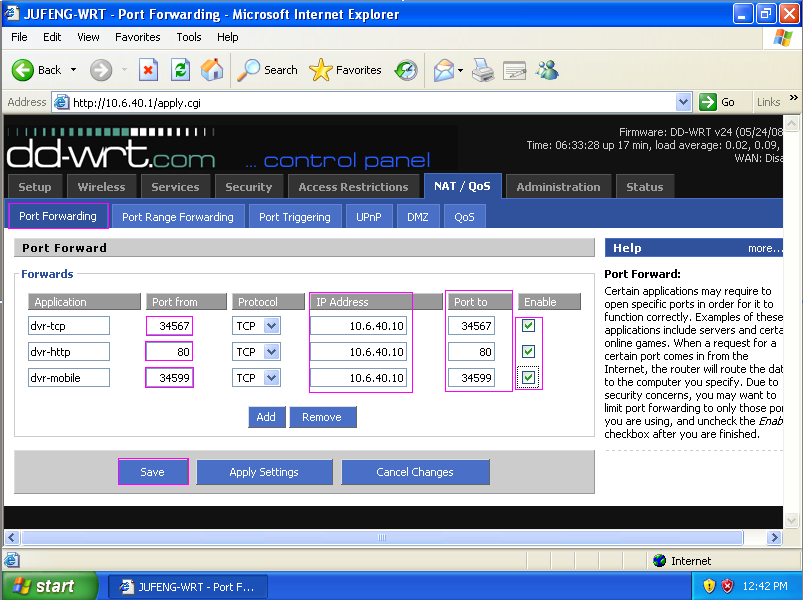 JUFENG-WRT - Port Forwarding - Microsoft Internet Explorer
File Edit View Favorites Tools Help
Back Search Favorites
Address http://10.6.40.1/apply.cgi Go Links »
dd-wrt.com ... control panel
Firmware: DD-WRT v24 (05/24/08
Time: 06:33:28 up 17 min, load average: 0.02, 0.09,
WAN: Disa
Setup Wireless Services Security Access Restrictions NAT / QoS Administration Status
Port Forwarding Port Range Forwarding Port Triggering UPnP DMZ QoS
Port Forward
Forwards
Application Port from Protocol IP Address Port to Enable
dvr-tcp 34567 TCP 10.6.40.10 34567
dvr-http 80 TCP 10.6.40.10 80
dvr-mobile 34599 TCP 10.6.40.10 34599
Add Remove
Save Apply Settings Cancel Changes
Help more...
Port Forward:
Certain applications may require to
open specific ports in order for it to
function correctly. Examples of these
applications include servers and certa
online games. When a request for a
certain port comes in from the
Internet, the router will route the dat
to the computer you specify. Due to
security concerns, you may want to
limit port forwarding to only those por
you are using, and uncheck the Enab
checkbox after you are finished.
Internet
start JUFENG-WRT - Port F... 12:42 PM